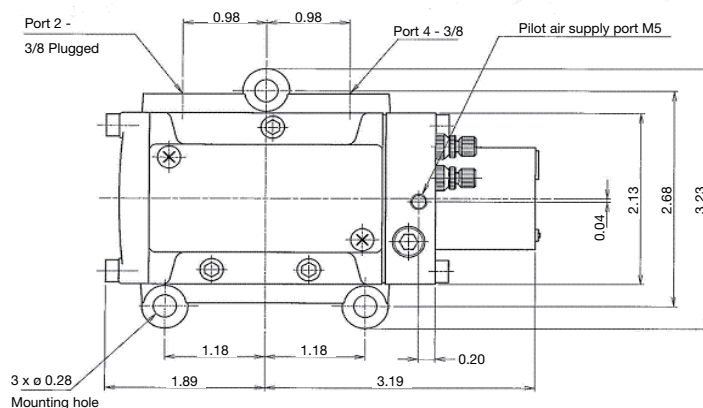 Port 2 -
3/8 Plugged
0.98
0.98
Port 4 - 3/8
Pilot air supply port M5
0.04
2.13
2.68
3.23
1.18
1.18
0.20
3 x ø 0.28
Mounting hole
1.89
3.19